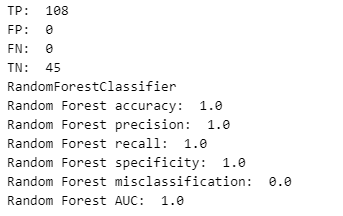 TP:  108
FP:  0
FN:  0
TN:  45
RandomForestClassifier
Random Forest accuracy:  1.0
Random Forest precision:  1.0
Random Forest recall:  1.0
Random Forest specificity:  1.0
Random Forest misclassification:  0.0
Random Forest AUC:  1.0